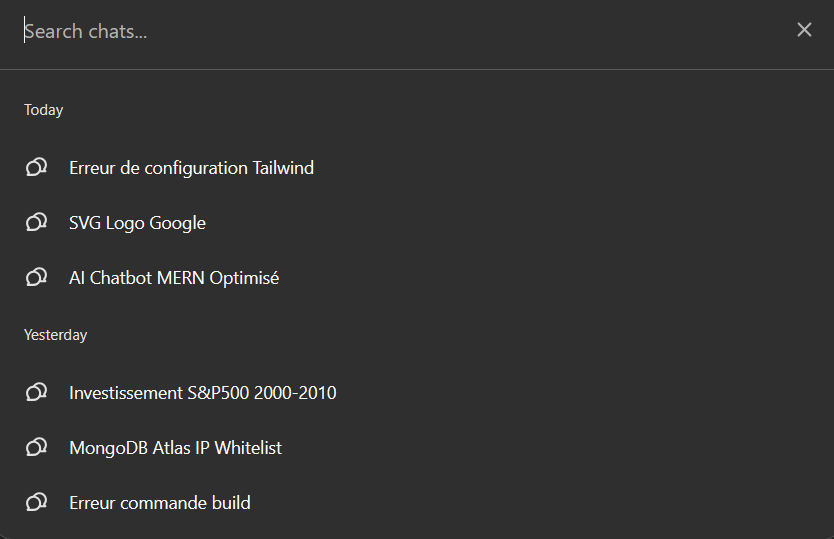 Search chats...
Today
Erreur de configuration Tailwind
SVG Logo Google
AI Chatbot MERN Optimisé
Yesterday
Investissement S&P500 2000-2010
MongoDB Atlas IP Whitelist
Erreur commande build